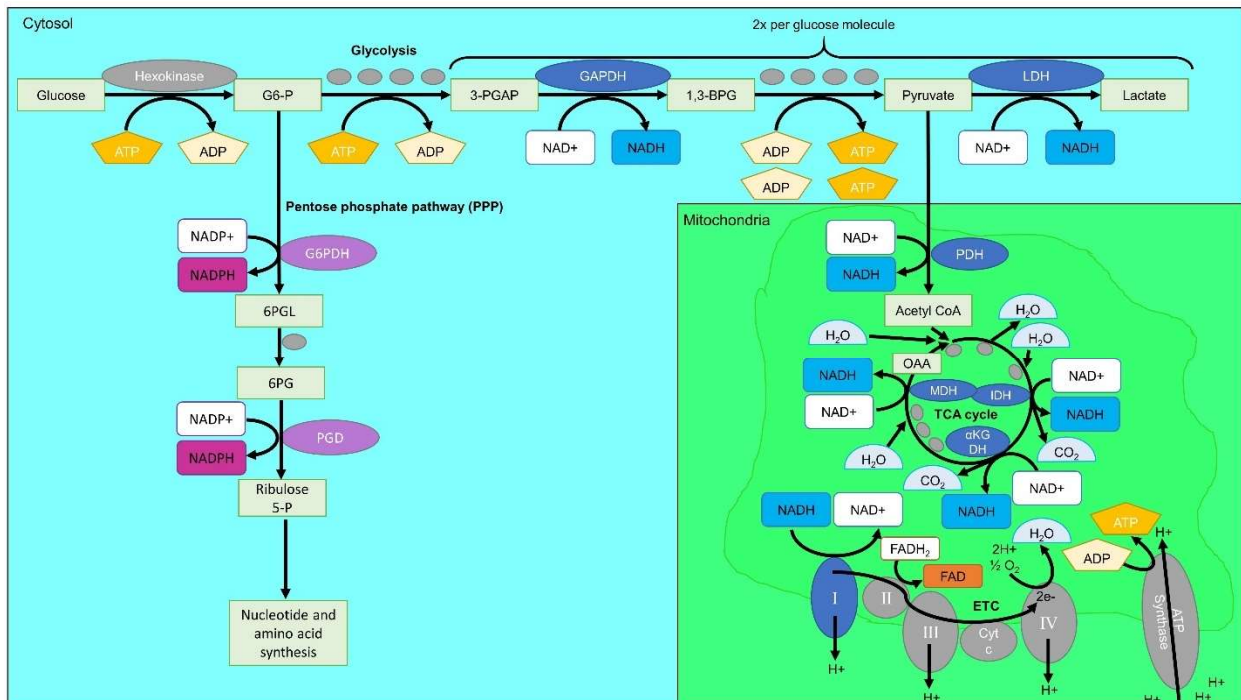 Cytosol
2x per glucose molecule
Glycolysis
Hexokinase
GAPDH
LDH
Glucose
G6-P
3-PGAP
1,3-BPG
Pyruvate
Lactate
ATP
ADP
ATP
ADP
NAD+
NADH
ADP
ATP
ADP
ATP
NAD+
NADH
Pentose phosphate pathway (PPP)
NADP+
NADPH
G6PDH
6PGL
6PG
NADP+
NADPH
PGD
Ribulose
5-P
Nucleotide and
amino acid
synthesis
Mitochondria
NAD+
NADH
PDH
Acetyl CoA
H2O
H2O
H2O
OAA
NADH
NAD+
MDH
IDH
NAD+
NADH
TCA cycle
αKG
DH
H2O
CO2
CO2
NADH
NAD+
NADH
NAD+
FADH2
FAD
2H+
½ O2
H2O
ATP
ADP
H+
I
II
III
ETC
Cyt
c
2e-
IV
ATP
Synthase
H+
H+
H+
H+
H+
H+
H+